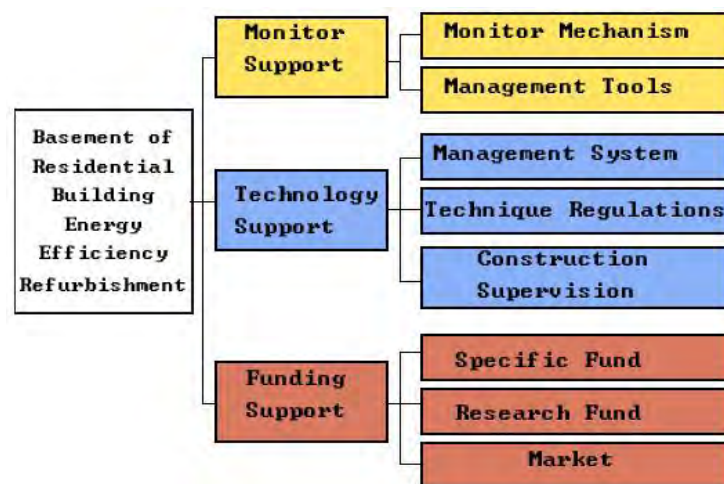 Basement of
Residential
Building
Energy
Efficiency
Refurbishment
Monitor
Support
Monitor Mechanism
Management Tools
Technology
Support
Management System
Technique Regulations
Construction
Supervision
Funding
Support
Specific Fund
Research Fund
Market